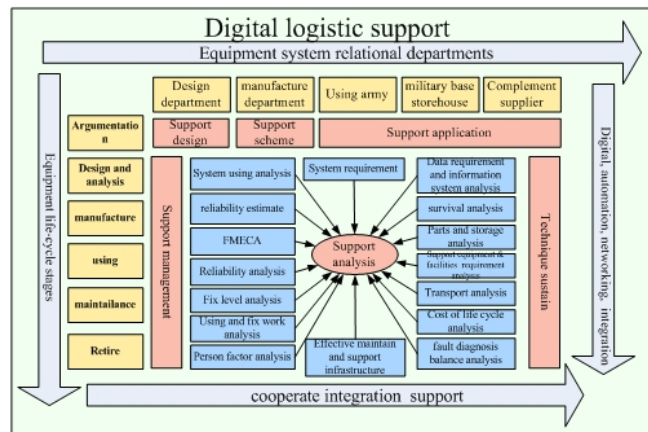 Digital logistic support
Equipment system relational departments
Design
department
manufacture
department
Using army
military base
storehouse
Complement
supplier
Argumentatio
n
Support
design
Support
scheme
Support application
Equipment life-cycle stages
Design and
analysis
manufacture
using
maintailance
Retire
Support management
System using analysis
reliability estimate
FMECA
Reliability analysis
Fix level analysis
Using and fix work
analysis
Person factor analysis
System requirement
Support
analysis
Effective maintain
and support
infrastructure
Data requirement
and information
system analysis
survival analysis
Parts and storage
analysis
Support equipment &
facilities requirement
analysis
Transport analysis
Cost of life cycle
analysis
fault diagnosis
balance analysis
Technique sustain
Digital, automation, networking, integration
cooperate integration support